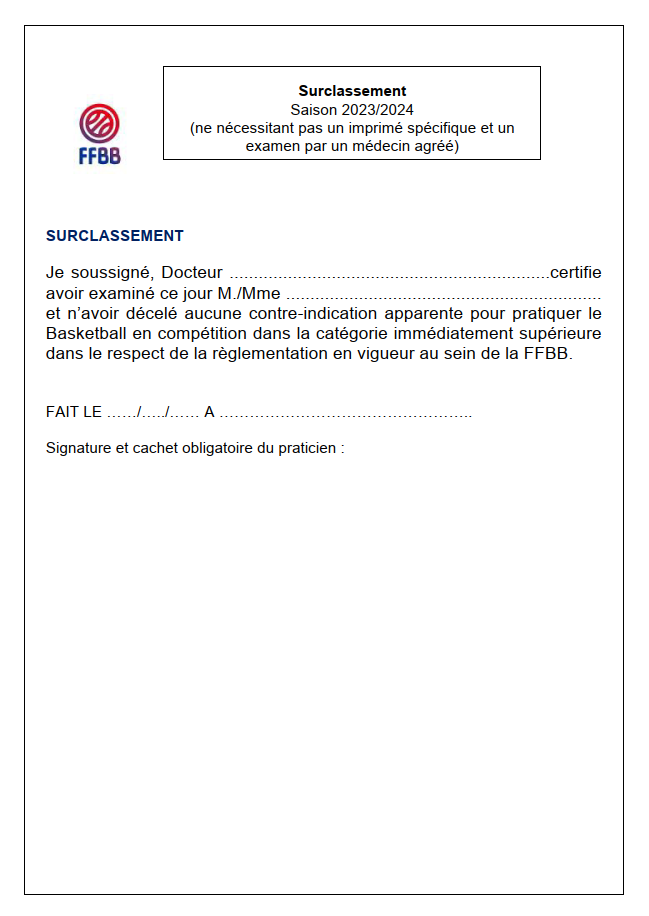 Surclassement
Saison 2023/2024
(ne nécessitant pas un imprimé spécifique et un
examen par un médecin agréé)
FFBB
SURCLASSEMENT
Je soussigné, Docteur ..................................................................certifie
avoir examiné ce jour M./Mme .................................................................
et n’avoir décelé aucune contre-indication apparente pour pratiquer le
Basketball en compétition dans la catégorie immédiatement supérieure
dans le respect de la règlementation en vigueur au sein de la FFBB.
FAIT LE ……/…../…… A …………………………………………..
Signature et cachet obligatoire du praticien :